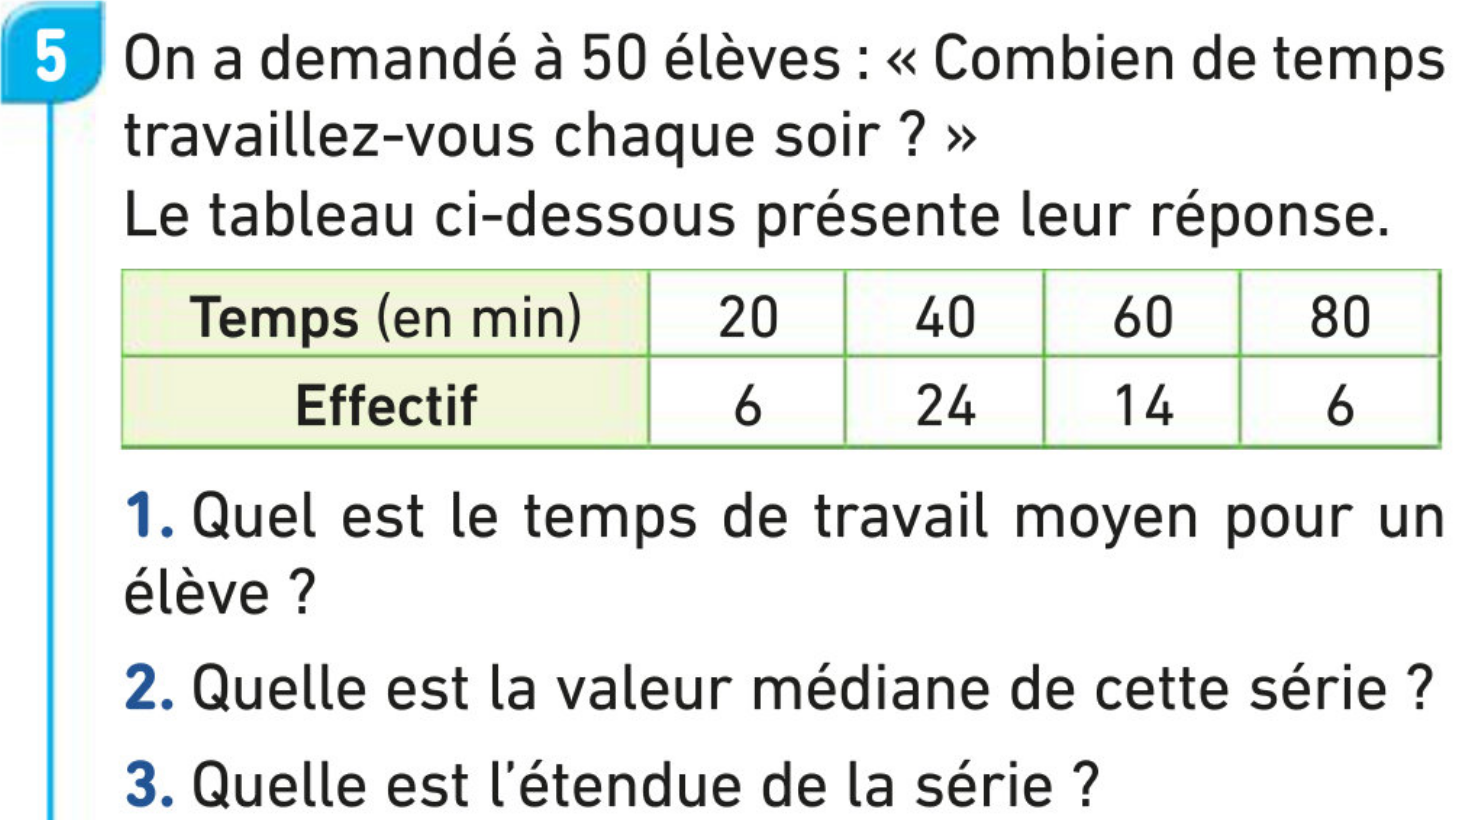 5 On a demandé à 50 élèves : « Combien de temps
travaillez-vous chaque soir ? »
Le tableau ci-dessous présente leur réponse.
Temps (en min) 20 40 60 80
Effectif 6 24 14 6
1. Quel est le temps de travail moyen pour un
élève ?
2. Quelle est la valeur médiane de cette série ?
3. Quelle est l’étendue de la série ?